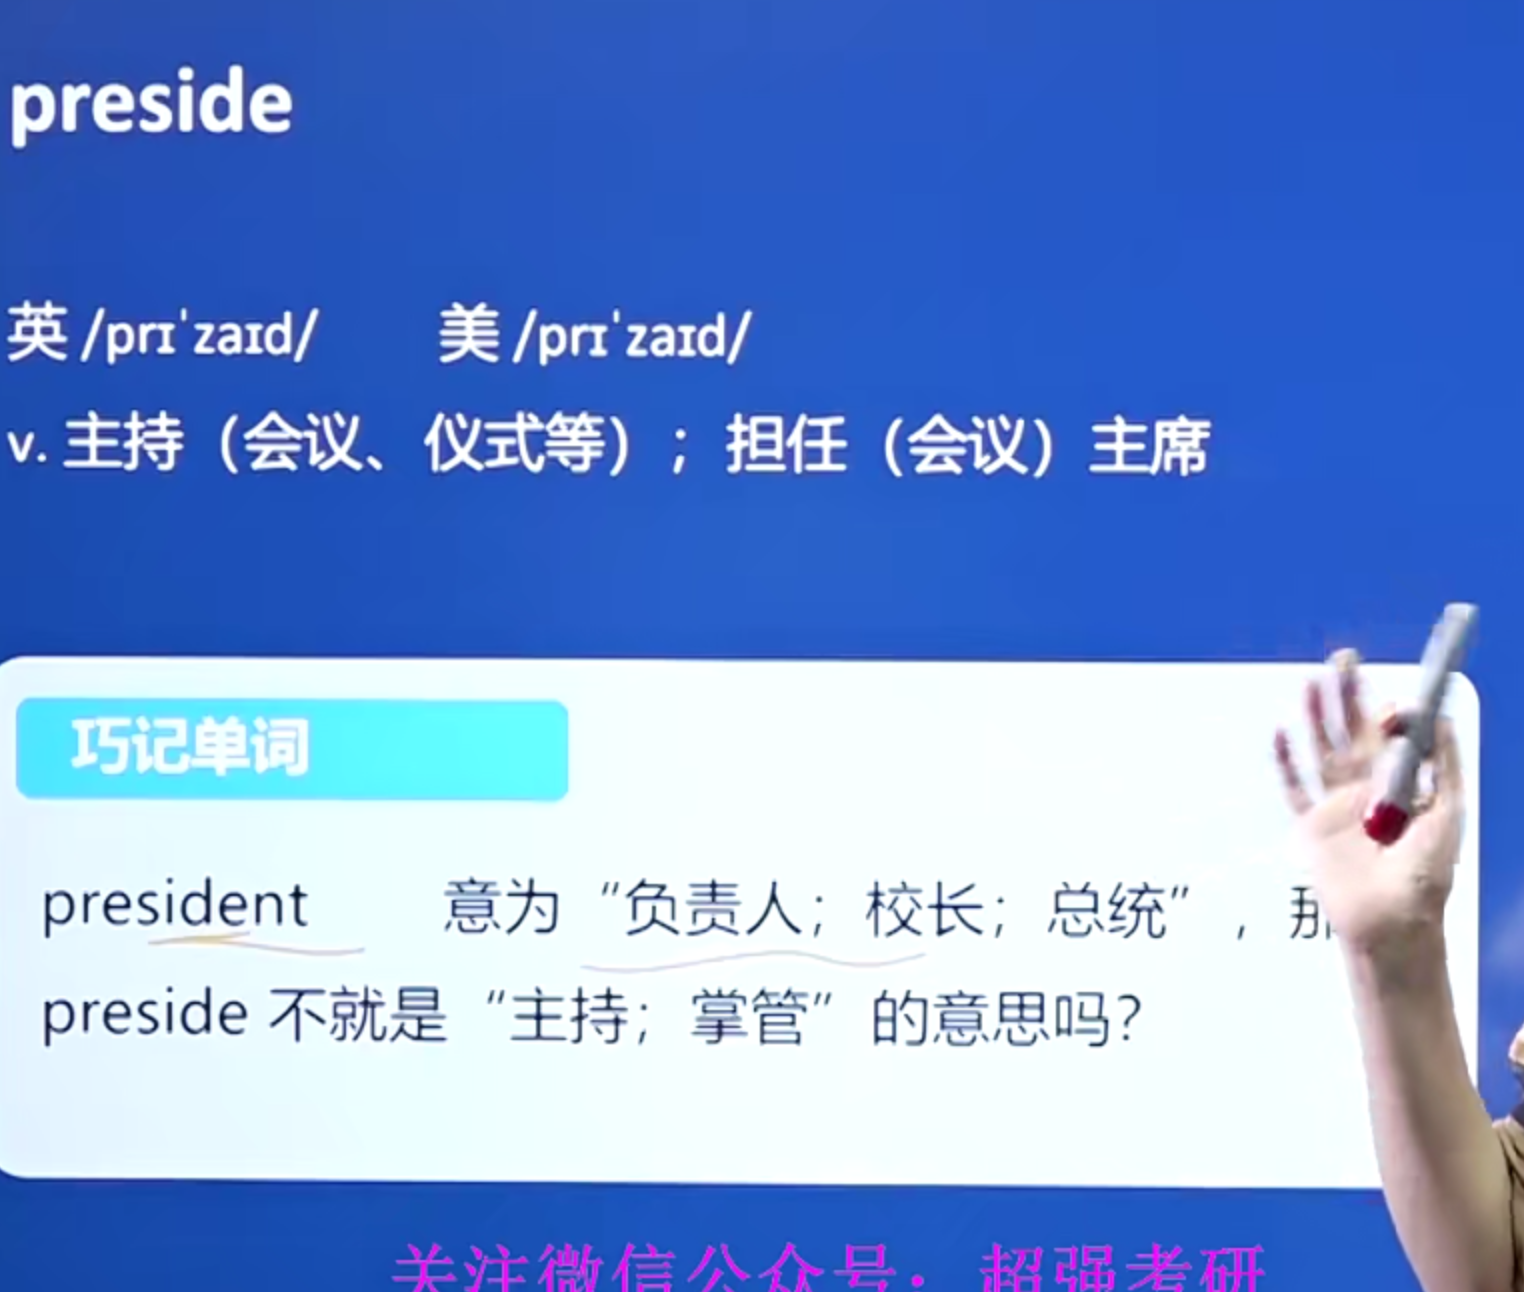 preside
英 /prɪˈzaɪd/ 美 /prɪˈzaɪd/
v. 主持（会议、仪式等）；担任（会议）主席
巧记单词
president 意为“负责人；校长；总统”，
preside 不就是“主持；掌管”的意思吗？
关注微信公众号：超强考研